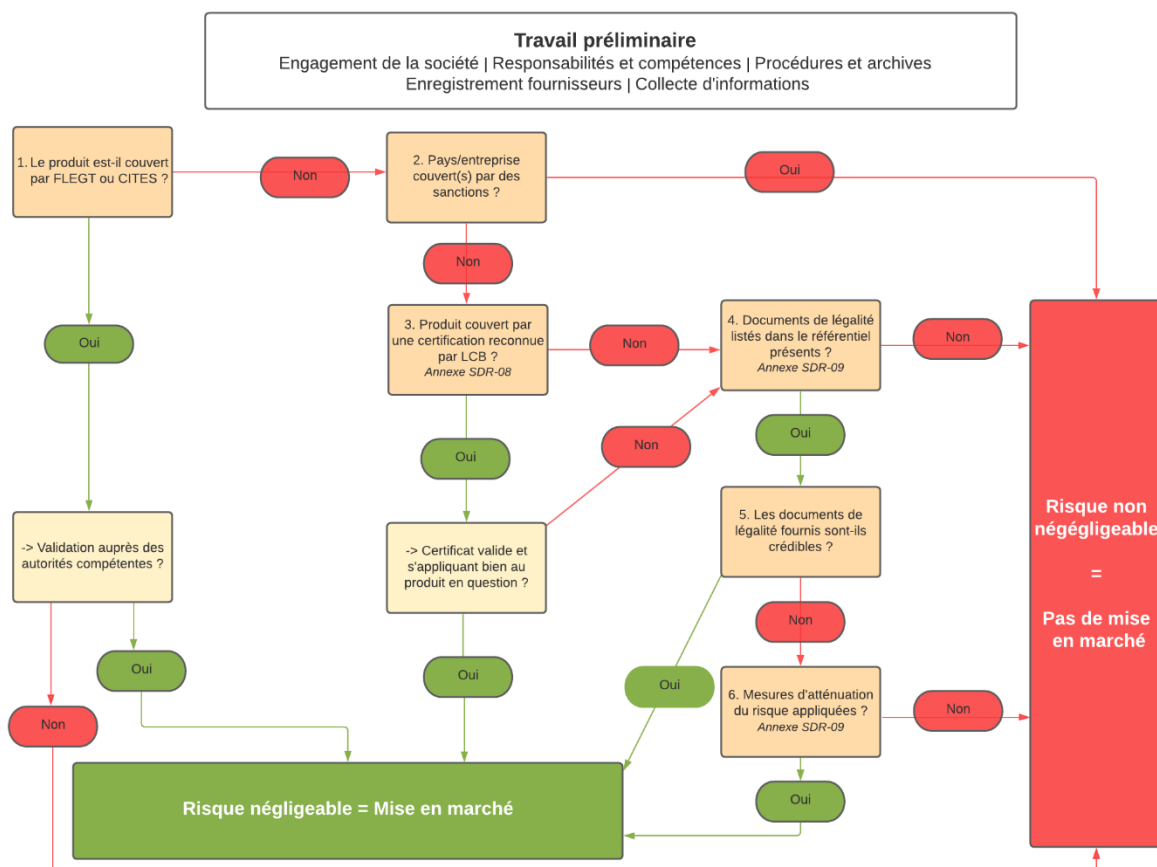 Travail préliminaire
Engagement de la société | Responsabilités et compétences | Procédures et archives
Enregistrement fournisseurs | Collecte d'informations
1. Le produit est-il couvert
par FLEGT ou CITES ?
Non
2. Pays/entreprise
couvert(s) par des
sanctions ?
Oui
Non
Oui
3. Produit couvert par
une certification reconnue
par LCB ?
Annexe SDR-08
Non
4. Documents de légalité
listés dans le référentiel
présents ?
Annexe SDR-09
Non
Oui
Non
Oui
-> Validation auprès des
autorités compétentes ?
-> Certificat valide et
s'appliquant bien au
produit en question ?
5. Les documents de
légalité fournis sont-ils
crédibles ?
Risque non
négégligeable
=
Pas de mise
en marché
Non
Oui
Oui
Oui
6. Mesures d'atténuation
du risque appliquées ?
Annexe SDR-09
Non
Non
Risque négligeable = Mise en marché
Oui